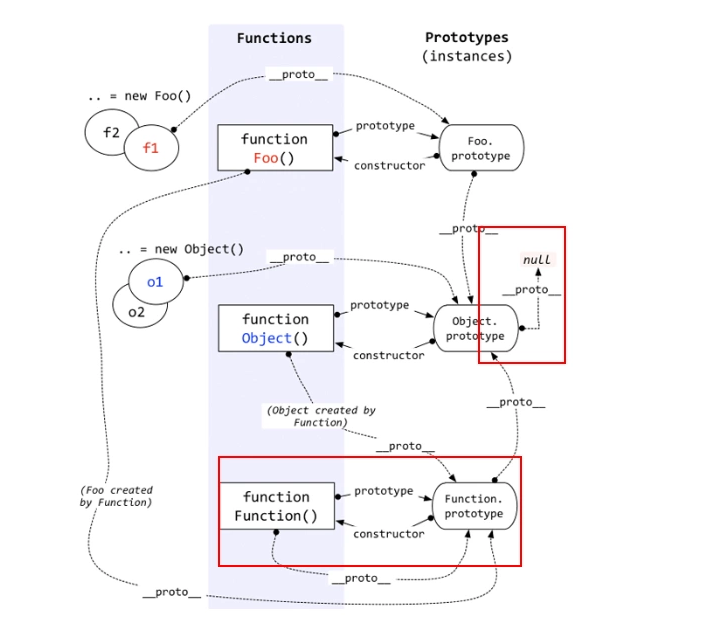 Functions
Prototypes
(instances)
__proto__
.. = new Foo()
f2
f1
function
Foo()
prototype
constructor
Foo.
prototype
__proto__
.. = new Object()
__proto__
null
__proto__
o1
o2
function
Object()
prototype
constructor
Object.
prototype
(Object created by
Function)
__proto__
__proto__
(Foo created
by Function)
function
Function()
prototype
constructor
Function.
prototype
__proto__
__proto__